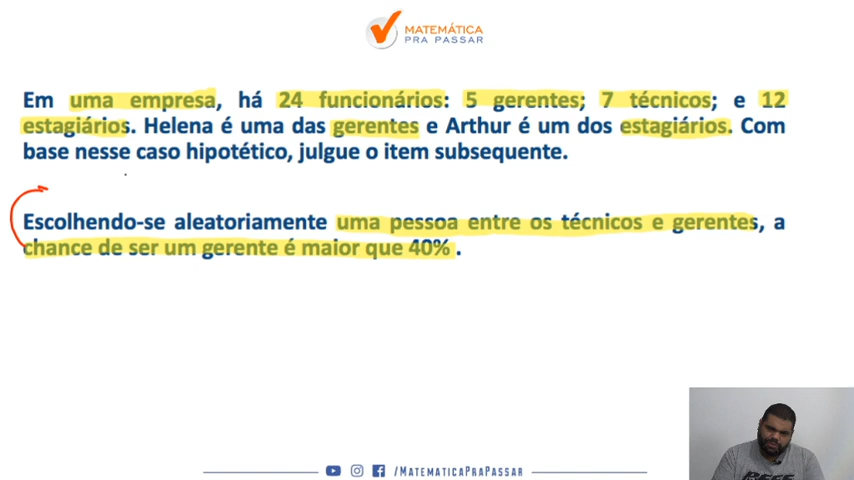 MATEMÁTICA
PRA PASSAR
Em uma empresa, há 24 funcionários: 5 gerentes; 7 técnicos; e 12
estagiários. Helena é uma das gerentes e Arthur é um dos estagiários. Com
base nesse caso hipotético, julgue o item subsequente.
Escolhendo-se aleatoriamente uma pessoa entre os técnicos e gerentes, a
chance de ser um gerente é maior que 40% .
/MATEMATICAPRAPASSAR